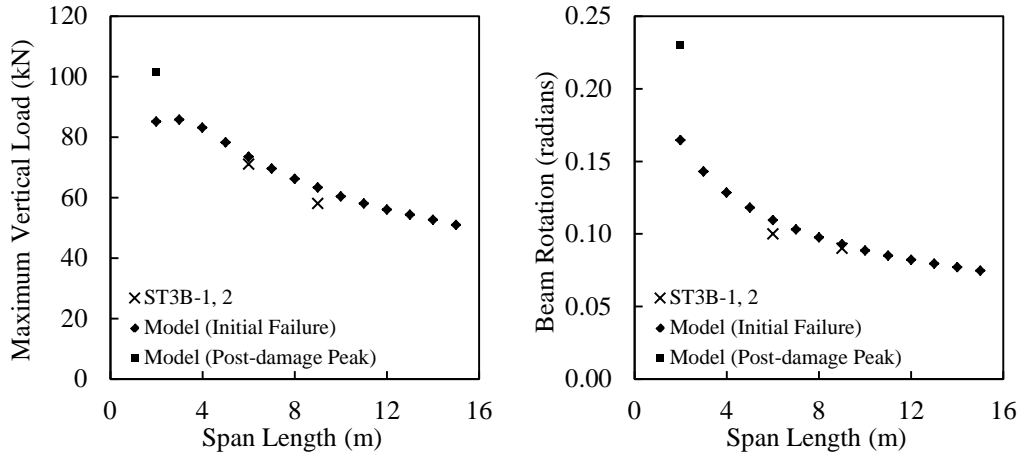 120
100
80
60
40
20
0
Maximum Vertical Load (kN)
ST3B-1, 2
Model (Initial Failure)
Model (Post-damage Peak)
0 4 8 12 16
Span Length (m)
0.25
0.20
0.15
0.10
0.05
0.00
Beam Rotation (radians)
ST3B-1, 2
Model (Initial Failure)
Model (Post-damage Peak)
0 4 8 12 16
Span Length (m)